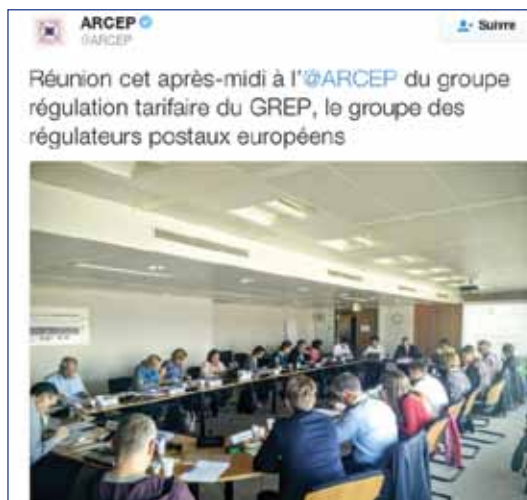 ARCEP
@ARCEP
Suivre
Réunion cet après-midi à l'@ARCEP du groupe
régulation tarifaire du GREP, le groupe des
régulateurs postaux européens